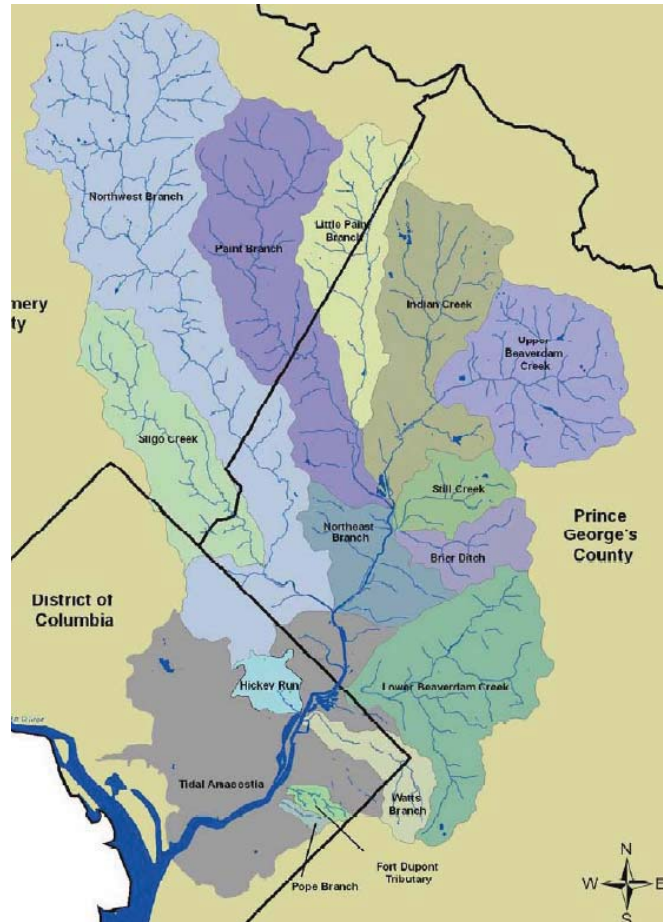 Northwest Branch
Paint Branch
Little Paint
Branch
Indian Creek
mery
ty
Upper
Beaverdam
Creek
Sligo Creek
Still Creek
Northeast
Branch
Brier Ditch
Prince
George's
County
District of
Columbia
Hickey Run
Lower Beaverdam Creek
Tidal Anacostia
Watts
Branch
Fort Dupont
Tributary
Pope Branch
N
W
E
S